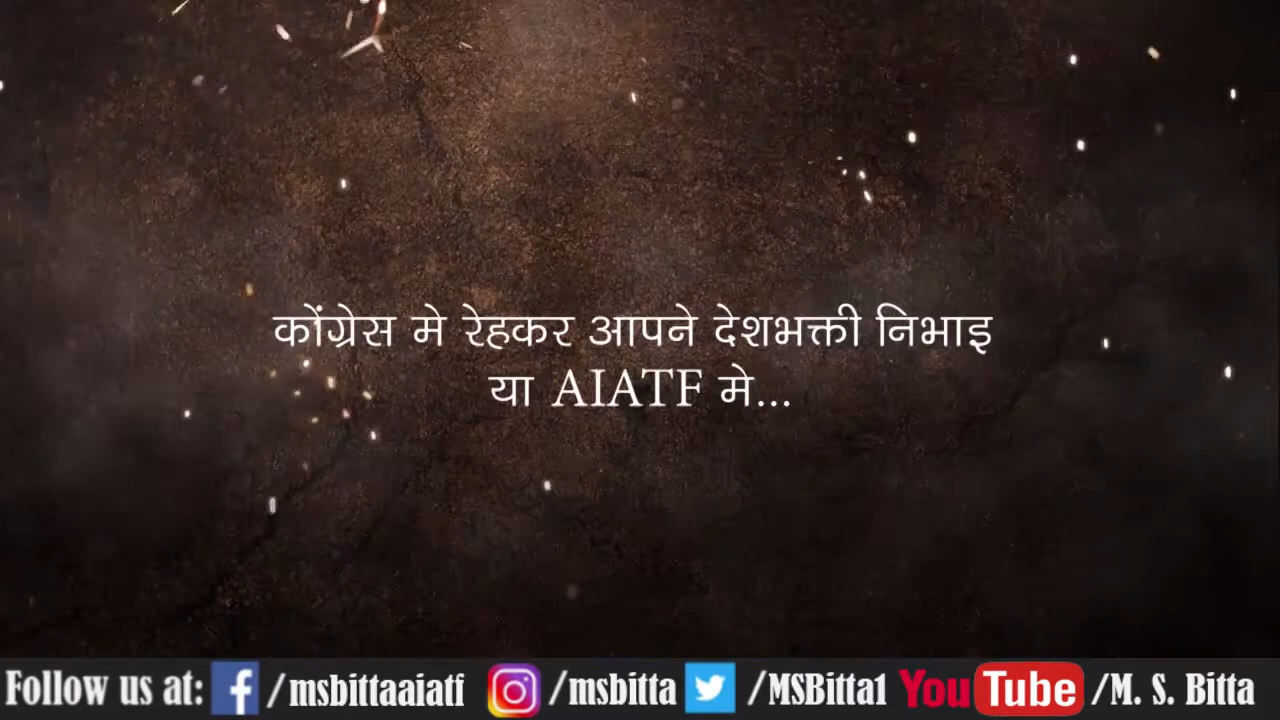 कोंग्रेस मे रेहकर आपने देशभक्ती निभाइ
या AIATF मे...
Follow us at: f /msbittaaiatf /msbitta /MSBitta1 YouTube /M. S. Bitta